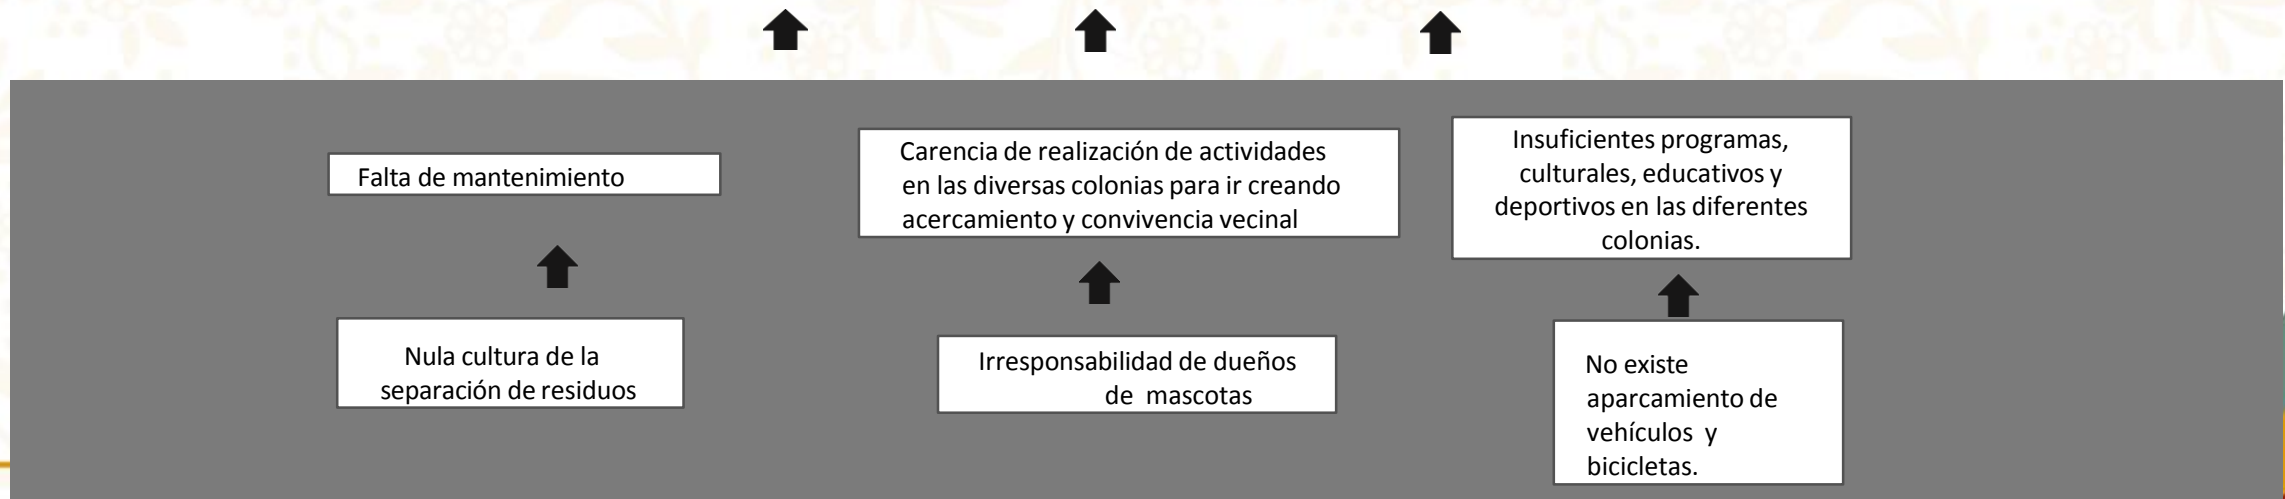 Falta de mantenimiento
Carencia de realización de actividades
en las diversas colonias para ir creando
acercamiento y convivencia vecinal
Insuficientes programas,
culturales, educativos y
deportivos en las diferentes
colonias.
Nula cultura de la
separación de residuos
Irresponsabilidad de dueños
de mascotas
No existe
aparcamiento de
vehículos y
bicicletas.